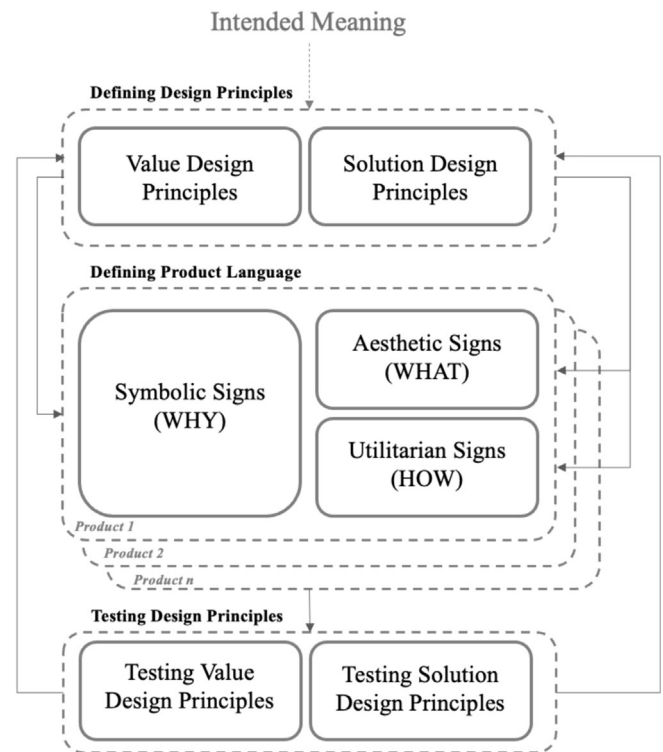 Intended Meaning
Defining Design Principles
Value Design
Principles
Solution Design
Principles
Defining Product Language
Symbolic Signs
(WHY)
Aesthetic Signs
(WHAT)
Utilitarian Signs
(HOW)
Product 1
Product 2
Product n
Testing Design Principles
Testing Value
Design Principles
Testing Solution
Design Principles